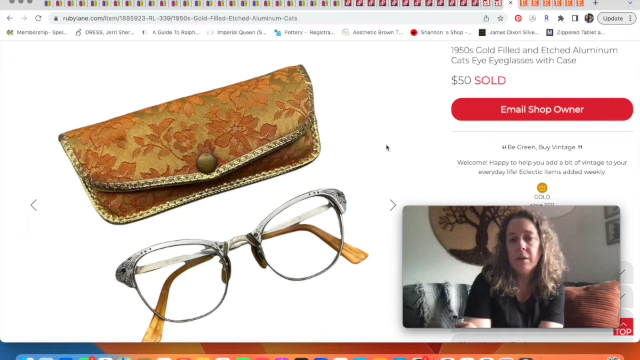 rubylane.com/item/1885923-RL-339/1950s-Gold-Filled-Etched-Aluminum-Cats
Update
Membership- Spel
DRESS, Jerri Sher
A Guide To Ralph
Imperial Queen (S
Pottery - Registra
Aesthetic Brown T
Shannon 's Shop -
James Dixon Silve
Zippered Tablet a
1950s Gold Filled and Etched Aluminum
Cats Eye Eyeglasses with Case
$50 SOLD
Email Shop Owner
Be Green, Buy Vintage
Welcome! Happy to help you add a bit of vintage to your
everyday life! Eclectic items added weekly.
GOLD
TOP